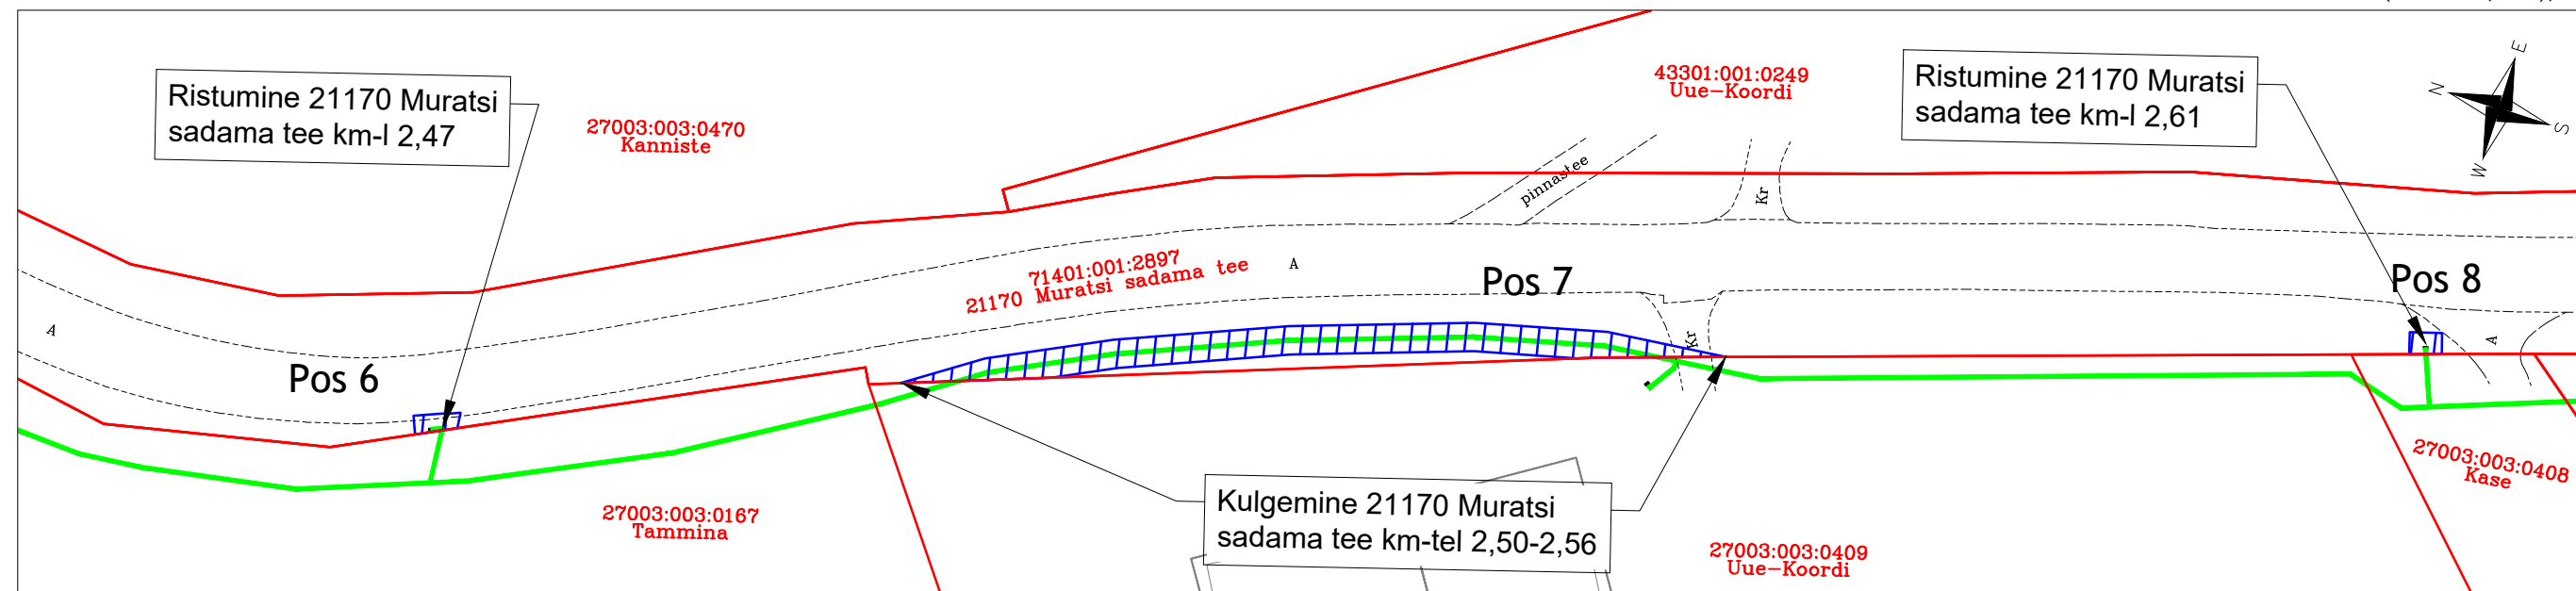 Ristumine 21170 Muratsi
sadama tee km-l 2,47
27003:003:0470
Kanniste
43301:001:0249
Uue-Koordi
Ristumine 21170 Muratsi
sadama tee km-l 2,61
N
E
S
W
pinnastee
Kr
71401:001:2897
21170 Muratsi sadama tee
A
A
Pos 6
Pos 7
Kr
Pos 8
A
27003:003:0167
Tammina
Kulgemine 21170 Muratsi
sadama tee km-tel 2,50-2,56
27003:003:0409
Uue-Koordi
27003:003:0408
Kase